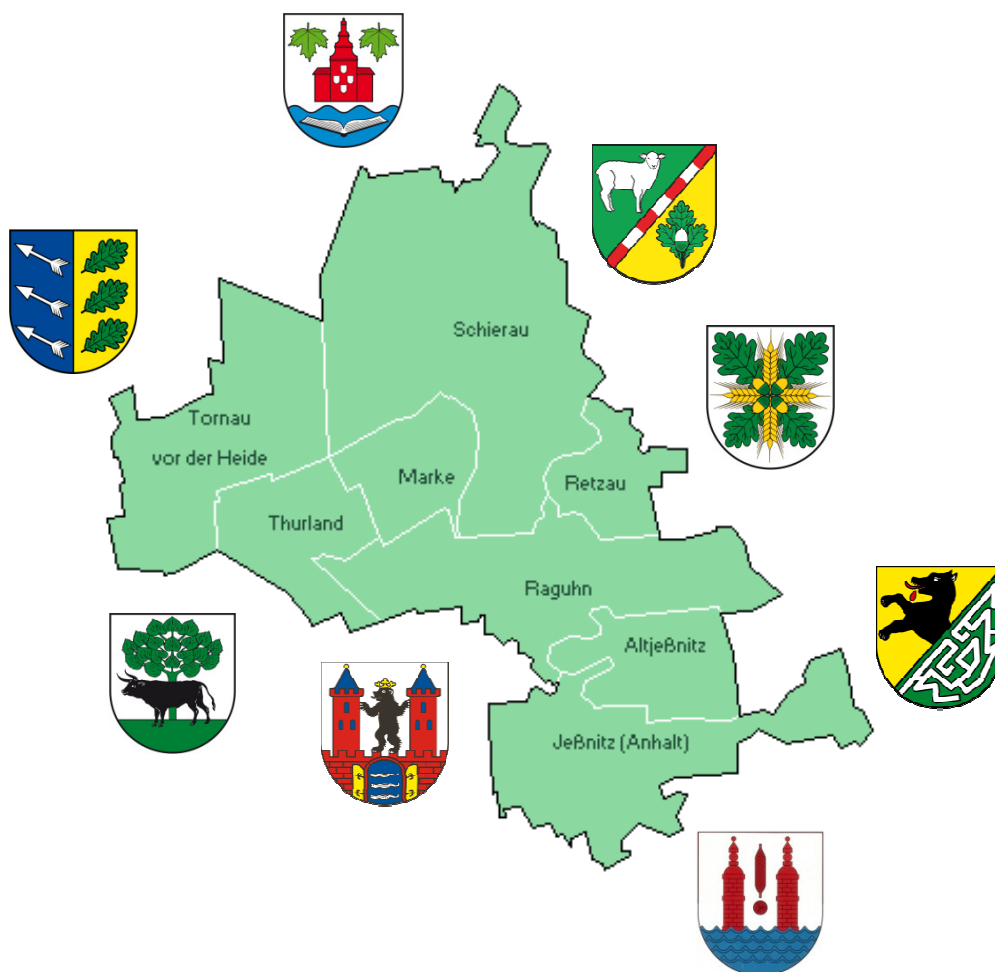 Schierau
Tornau
vor der Heide
Marke
Retzau
Thurland
Raguhn
Altjeßnitz
Jeßnitz (Anhalt)